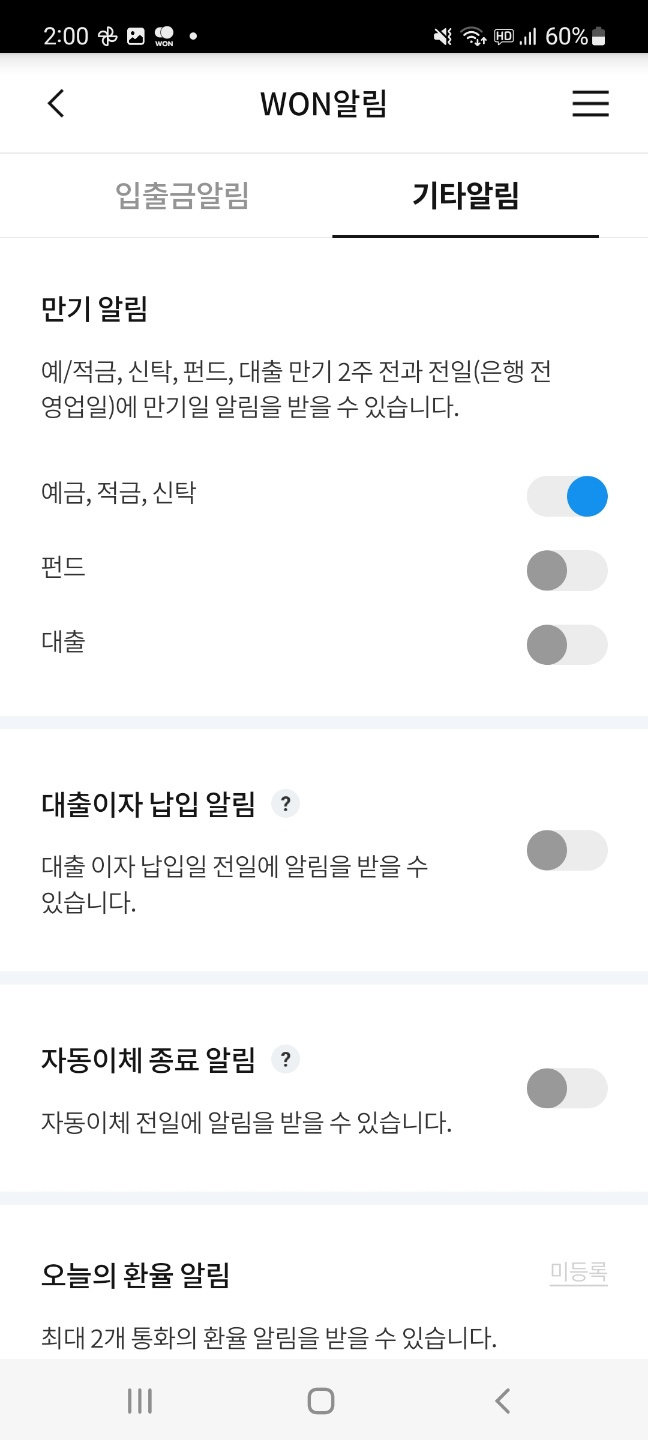 2:00 WON HD 60%
WON알림
입출금알림 기타알림
만기 알림
예/적금, 신탁, 펀드, 대출 만기 2주 전과 전일(은행 전
영업일)에 만기일 알림을 받을 수 있습니다.
예금, 적금, 신탁
펀드
대출
대출이자 납입 알림 ?
대출 이자 납입일 전일에 알림을 받을 수
있습니다.
자동이체 종료 알림 ?
자동이체 전일에 알림을 받을 수 있습니다.
오늘의 환율 알림 미등록
최대 2개 통화의 환율 알림을 받을 수 있습니다.